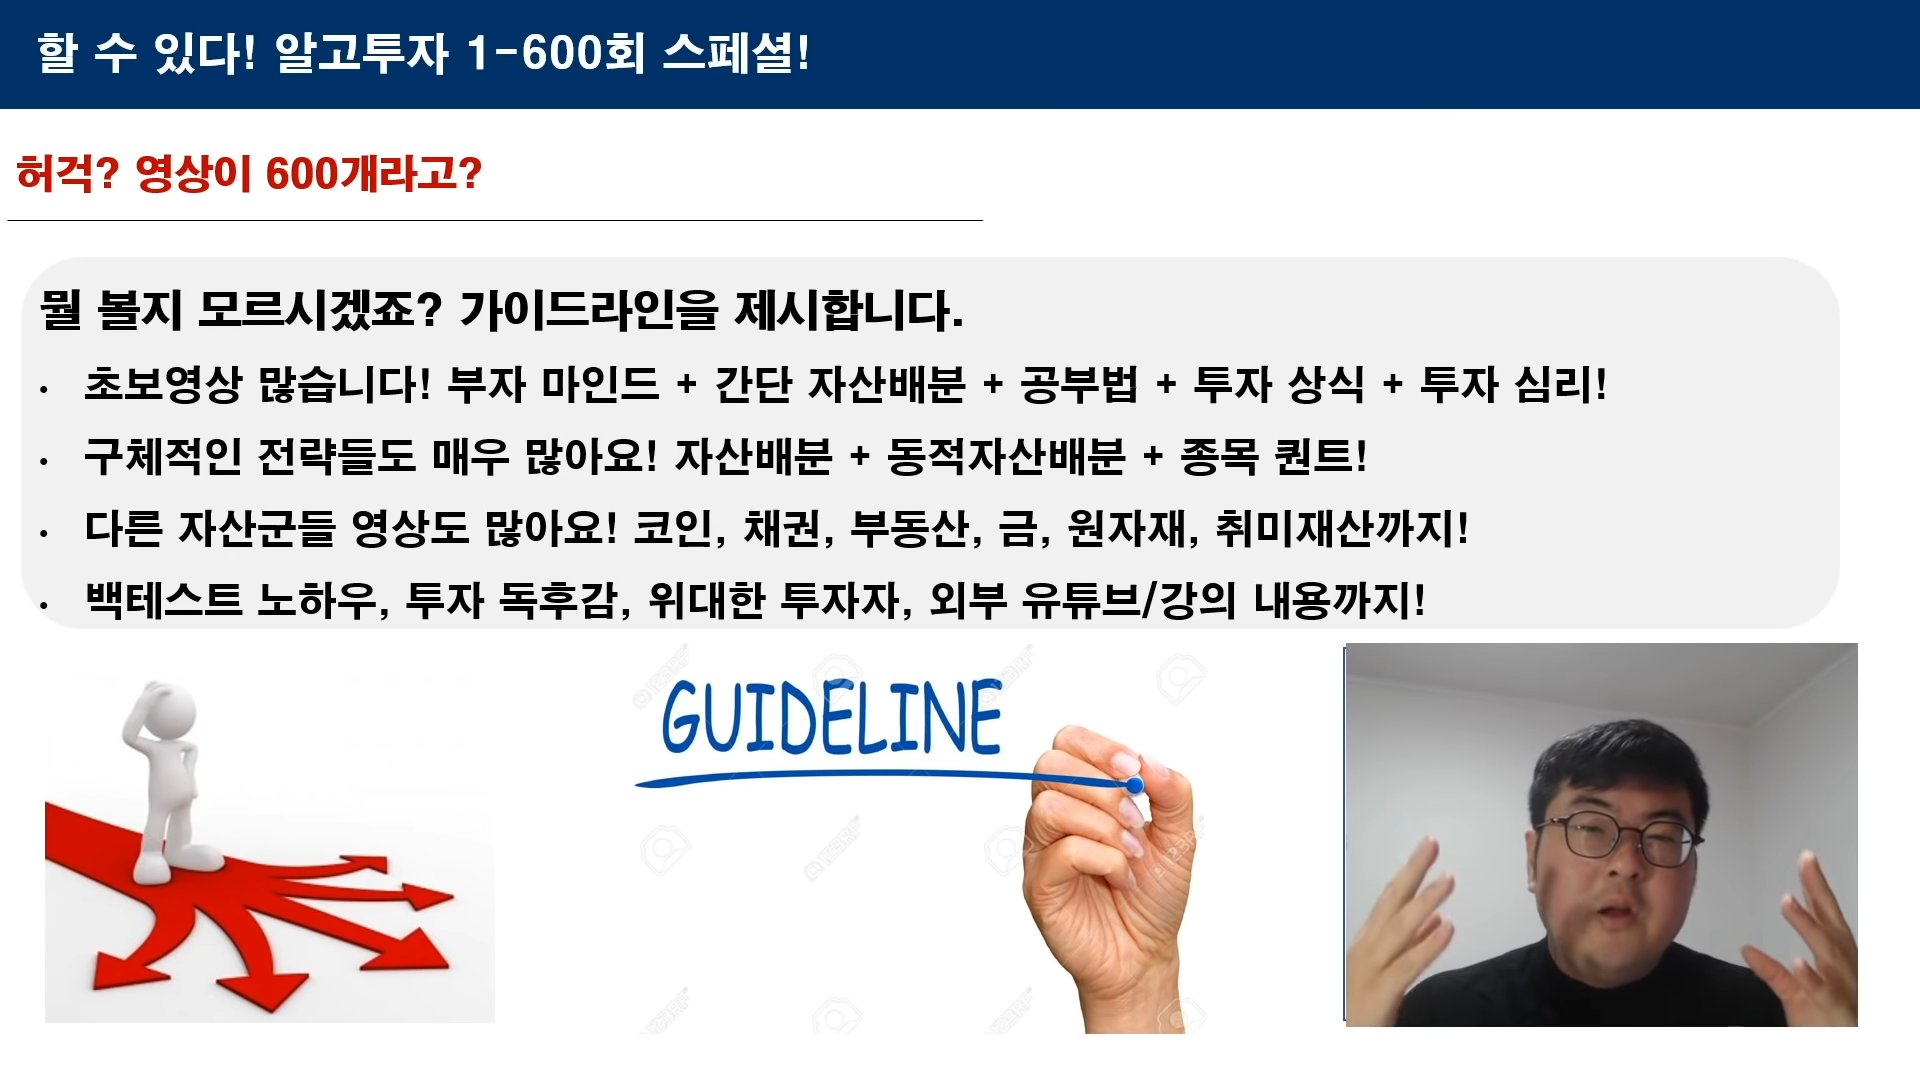 할 수 있다! 알고투자 1-600회 스페셜!
허걱? 영상이 600개라고?
뭘 볼지 모르시겠죠? 가이드라인을 제시합니다.
• 초보영상 많습니다! 부자 마인드 + 간단 자산배분 + 공부법 + 투자 상식 + 투자 심리!
• 구체적인 전략들도 매우 많아요! 자산배분 + 동적자산배분 + 종목 퀀트!
• 다른 자산군들 영상도 많아요! 코인, 채권, 부동산, 금, 원자재, 취미재산까지!
• 백테스트 노하우, 투자 독후감, 위대한 투자자, 외부 유튜브/강의 내용까지!
GUIDELINE
123RF
123RF
123RF
123RF
123RF
123RF